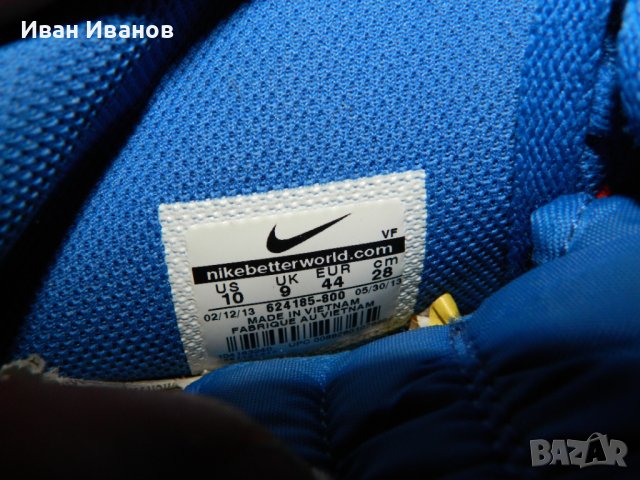 Иван Иванов
VF
nikebetterworld.com
US UK EUR cm
10 9 44 28
02/12/13 624185-800 05/30/13
MADE IN VIETNAM
FABRIQUE AU VIETNAM
UPC
BAZAR